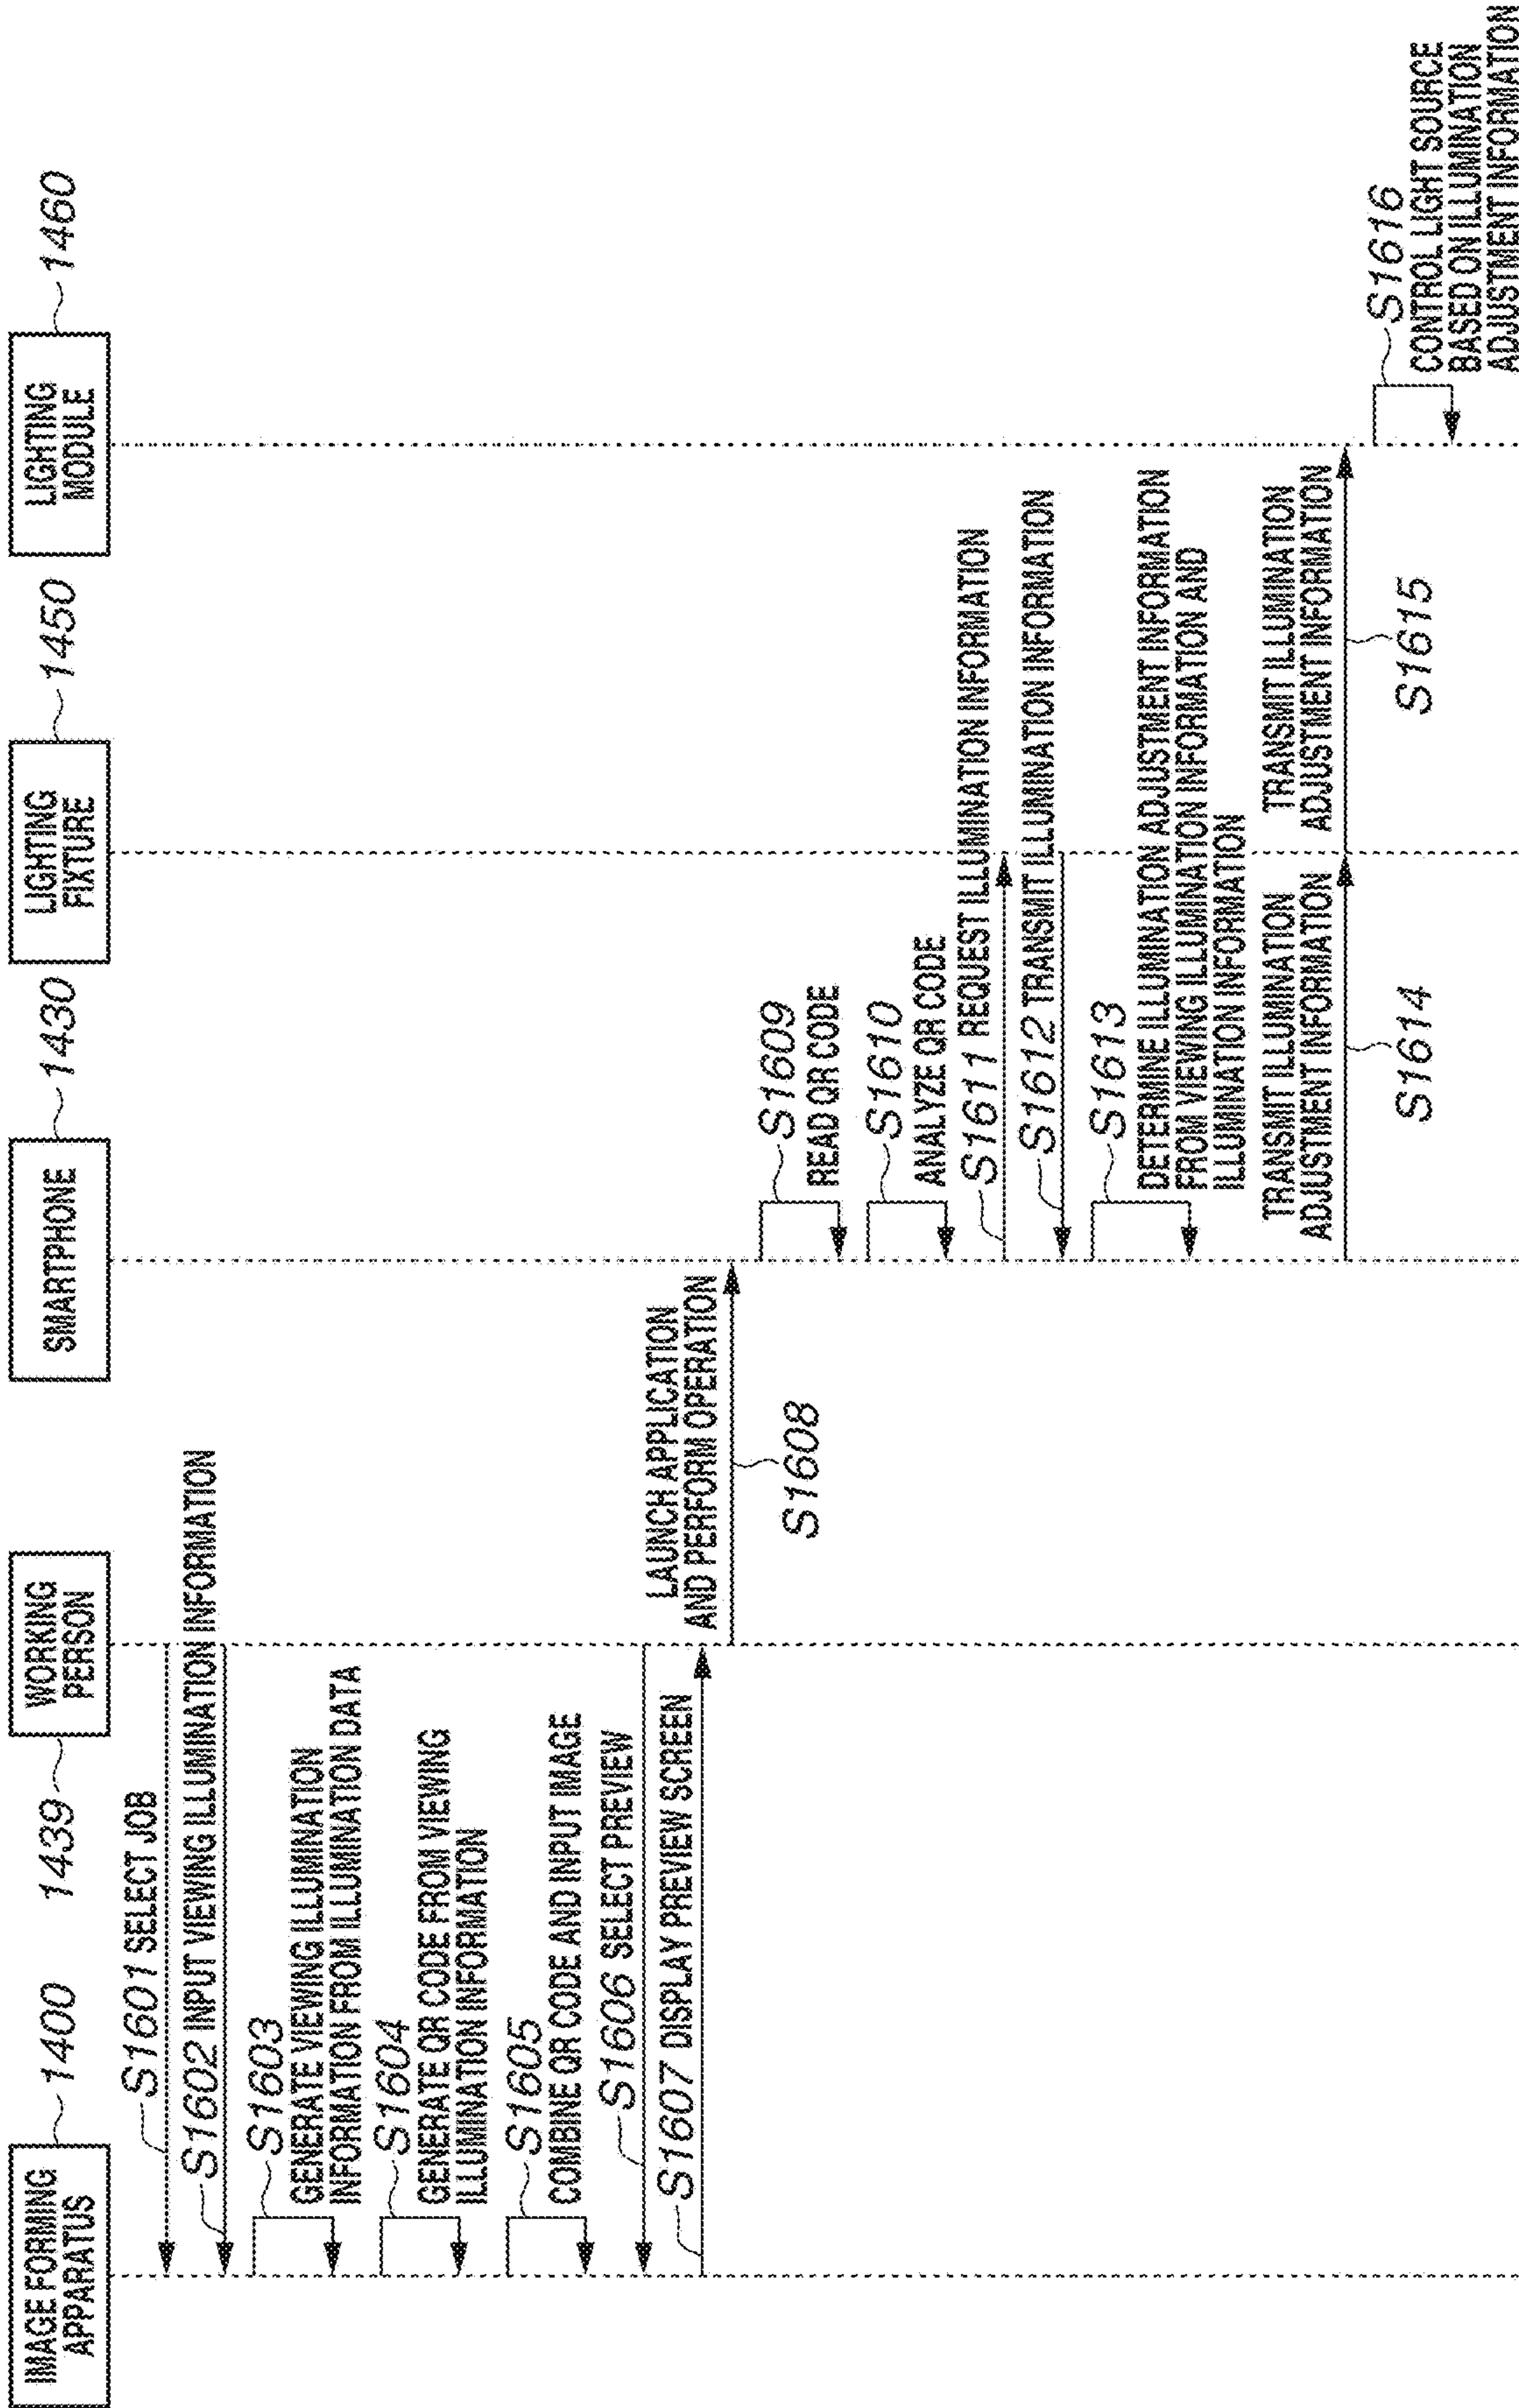 IMAGE FORMING
APPARATUS
1400
WORKING
PERSON
1439
SMARTPHONE
1430
LIGHTING
FIXTURE
1450
LIGHTING
MODULE
1460
S1601 SELECT JOB
S1602 INPUT VIEWING ILLUMINATION INFORMATION
S1603
GENERATE VIEWING ILLUMINATION
INFORMATION FROM ILLUMINATION DATA
S1604
GENERATE QR CODE FROM VIEWING
ILLUMINATION INFORMATION
S1605
COMBINE QR CODE AND INPUT IMAGE
S1606 SELECT PREVIEW
S1607 DISPLAY PREVIEW SCREEN
LAUNCH APPLICATION
AND PERFORM OPERATION
S1608
S1609
READ QR CODE
S1610
ANALYZE QR CODE
S1611 REQUEST ILLUMINATION INFORMATION
S1612 TRANSMIT ILLUMINATION INFORMATION
S1613
DETERMINE ILLUMINATION ADJUSTMENT INFORMATION
FROM VIEWING ILLUMINATION INFORMATION AND
ILLUMINATION INFORMATION
TRANSMIT ILLUMINATION
ADJUSTMENT INFORMATION
S1614
TRANSMIT ILLUMINATION
ADJUSTMENT INFORMATION
S1615
S1616
CONTROL LIGHT SOURCE
BASED ON ILLUMINATION
ADJUSTMENT INFORMATION